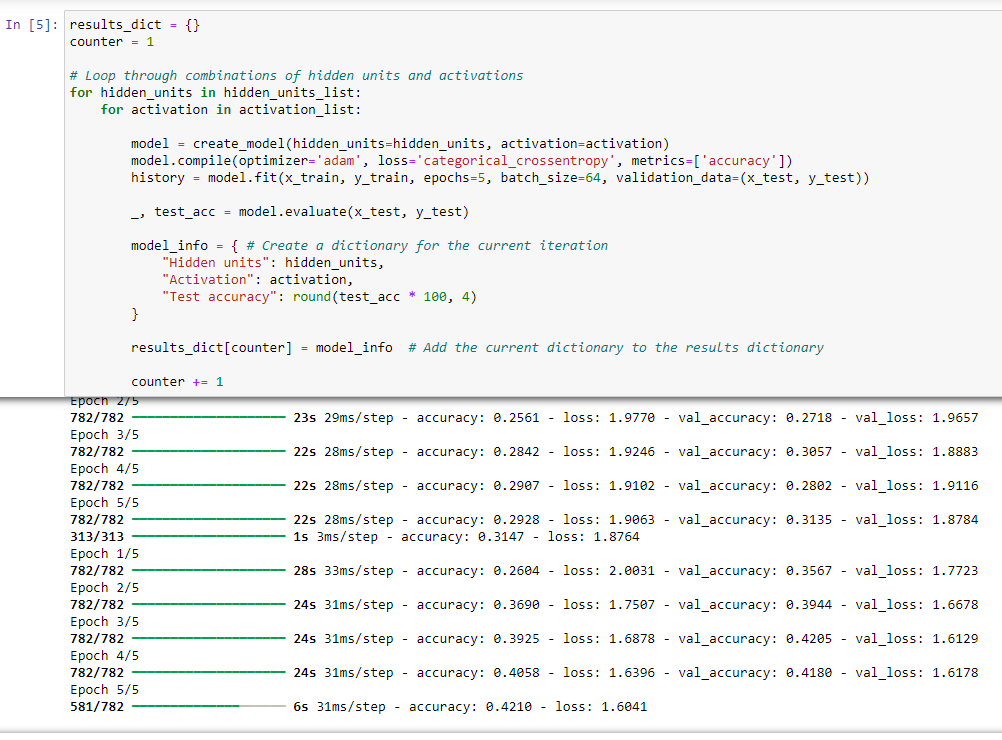 In [5]: results_dict = {}
counter = 1
# Loop through combinations of hidden units and activations
for hidden_units in hidden_units_list:
for activation in activation_list:
model = create_model(hidden_units=hidden_units, activation=activation)
model.compile(optimizer='adam', loss='categorical_crossentropy', metrics=['accuracy'])
history = model.fit(x_train, y_train, epochs=5, batch_size=64, validation_data=(x_test, y_test))
_, test_acc = model.evaluate(x_test, y_test)
model_info = { # Create a dictionary for the current iteration
"Hidden units": hidden_units,
"Activation": activation,
"Test accuracy": round(test_acc * 100, 4)
}
results_dict[counter] = model_info  # Add the current dictionary to the results dictionary
counter += 1
Epoch 2/5
782/782 23s 29ms/step - accuracy: 0.2561 - loss: 1.9770 - val_accuracy: 0.2718 - val_loss: 1.9657
Epoch 3/5
782/782 22s 28ms/step - accuracy: 0.2842 - loss: 1.9246 - val_accuracy: 0.3057 - val_loss: 1.8883
Epoch 4/5
782/782 22s 28ms/step - accuracy: 0.2907 - loss: 1.9102 - val_accuracy: 0.2802 - val_loss: 1.9116
Epoch 5/5
782/782 22s 28ms/step - accuracy: 0.2928 - loss: 1.9063 - val_accuracy: 0.3135 - val_loss: 1.8784
313/313 1s 3ms/step - accuracy: 0.3147 - loss: 1.8764
Epoch 1/5
782/782 28s 33ms/step - accuracy: 0.2604 - loss: 2.0031 - val_accuracy: 0.3567 - val_loss: 1.7723
Epoch 2/5
782/782 24s 31ms/step - accuracy: 0.3690 - loss: 1.7507 - val_accuracy: 0.3944 - val_loss: 1.6678
Epoch 3/5
782/782 24s 31ms/step - accuracy: 0.3925 - loss: 1.6878 - val_accuracy: 0.4205 - val_loss: 1.6129
Epoch 4/5
782/782 24s 31ms/step - accuracy: 0.4058 - loss: 1.6396 - val_accuracy: 0.4180 - val_loss: 1.6178
Epoch 5/5
581/782 6s 31ms/step - accuracy: 0.4210 - loss: 1.6041